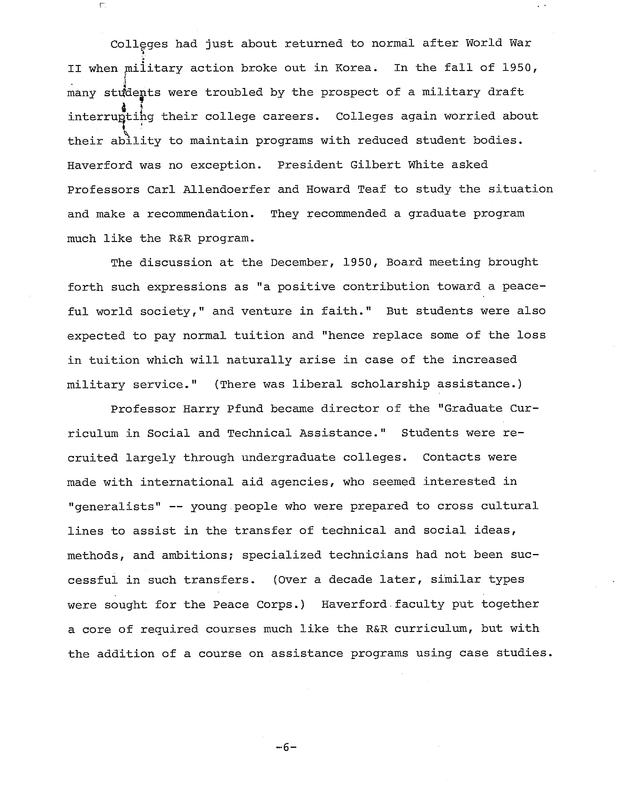 Colleges had just about returned to normal after World War
II when military action broke out in Korea. In the fall of 1950,
many students were troubled by the prospect of a military draft
interrupting their college careers. Colleges again worried about
their ability to maintain programs with reduced student bodies.
Haverford was no exception. President Gilbert White asked
Professors Carl Allendoerfer and Howard Teaf to study the situation
and make a recommendation. They recommended a graduate program
much like the R&R program.
The discussion at the December, 1950, Board meeting brought
forth such expressions as "a positive contribution toward a peace-
ful world society," and venture in faith." But students were also
expected to pay normal tuition and "hence replace some of the loss
in tuition which will naturally arise in case of the increased
military service." (There was liberal scholarship assistance.)
Professor Harry Pfund became director of the "Graduate Cur-
riculum in Social and Technical Assistance." Students were re-
cruited largely through undergraduate colleges. Contacts were
made with international aid agencies, who seemed interested in
"generalists" -- young people who were prepared to cross cultural
lines to assist in the transfer of technical and social ideas,
methods, and ambitions; specialized technicians had not been suc-
cessful in such transfers. (Over a decade later, similar types
were sought for the Peace Corps.) Haverford faculty put together
a core of required courses much like the R&R curriculum, but with
the addition of a course on assistance programs using case studies.
-6-